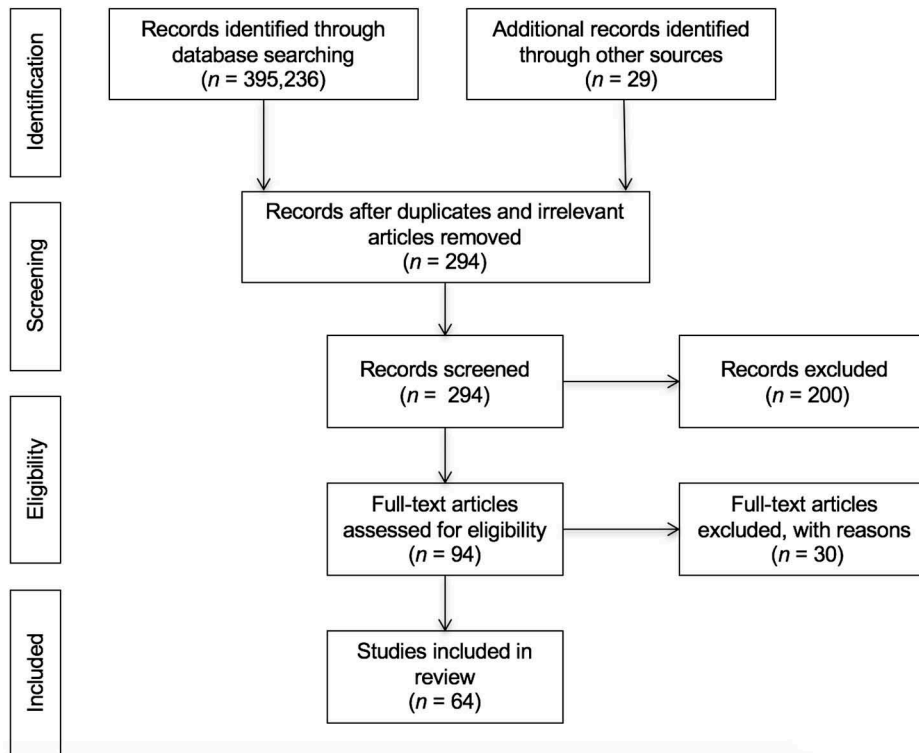 Identification
Records identified through
database searching
(n = 395,236)
Additional records identified
through other sources
(n = 29)
Screening
Records after duplicates and irrelevant
articles removed
(n = 294)
Records screened
(n = 294)
Records excluded
(n = 200)
Eligibility
Full-text articles
assessed for eligibility
(n = 94)
Full-text articles
excluded, with reasons
(n = 30)
Included
Studies included in
review
(n = 64)